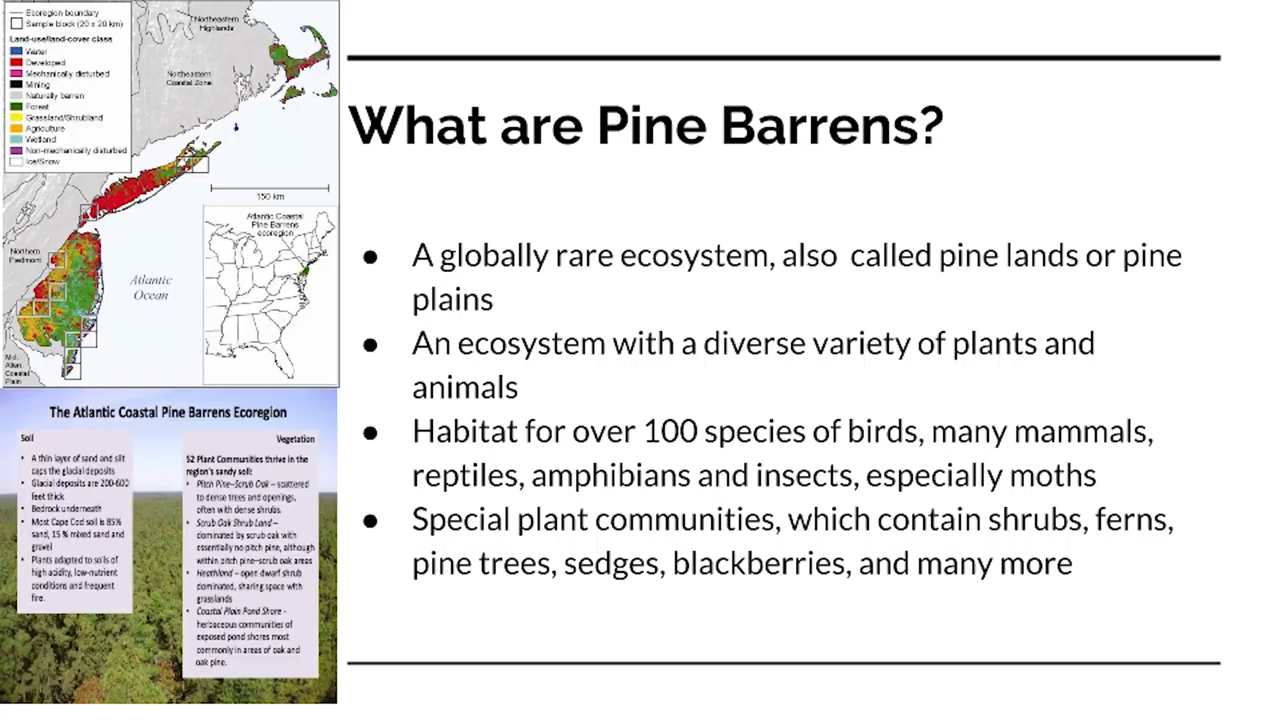 Ecoregion boundary
Sample block (20 x 20 km)
Land-use/land-cover class
Water
Developed
Mechanically disturbed
Mining
Naturally barren
Forest
Grassland/Shrubland
Agriculture
Wetland
Non-mechanically disturbed
Ice/Snow
Northeastern
Highlands
Northeastern
Coastal Zone
150 km
Northern
Piedmont
Atlantic
Ocean
Atlantic Coastal
Pine Barrens
ecoregion
Mid.
Atlan.
Coastal
Plain
The Atlantic Coastal Pine Barrens Ecoregion
Soil
• A thin layer of sand and silt
caps the glacial deposits
• Glacial deposits are 200-600
feet thick
• Bedrock underneath
• Most Cape Cod soil is 85%
sand, 15 % mixed sand and
gravel
• Plants adapted to soils of
high acidity, low-nutrient
conditions and frequent
fire.
Vegetation
52 Plant Communities thrive in the
region's sandy soil:
• Pitch Pine–Scrub Oak – scattered
to dense trees and openings,
often with dense shrubs.
• Scrub Oak Shrub Land –
dominated by scrub oak with
essentially no pitch pine, although
within pitch pine–scrub oak areas
• Heathland – open dwarf shrub
dominated, sharing space with
grasslands
• Coastal Plain Pond Shore -
herbaceous communities of
exposed pond shores most
commonly in areas of oak and
oak pine.
What are Pine Barrens?
● A globally rare ecosystem, also called pine lands or pine
plains
● An ecosystem with a diverse variety of plants and
animals
● Habitat for over 100 species of birds, many mammals,
reptiles, amphibians and insects, especially moths
● Special plant communities, which contain shrubs, ferns,
pine trees, sedges, blackberries, and many more